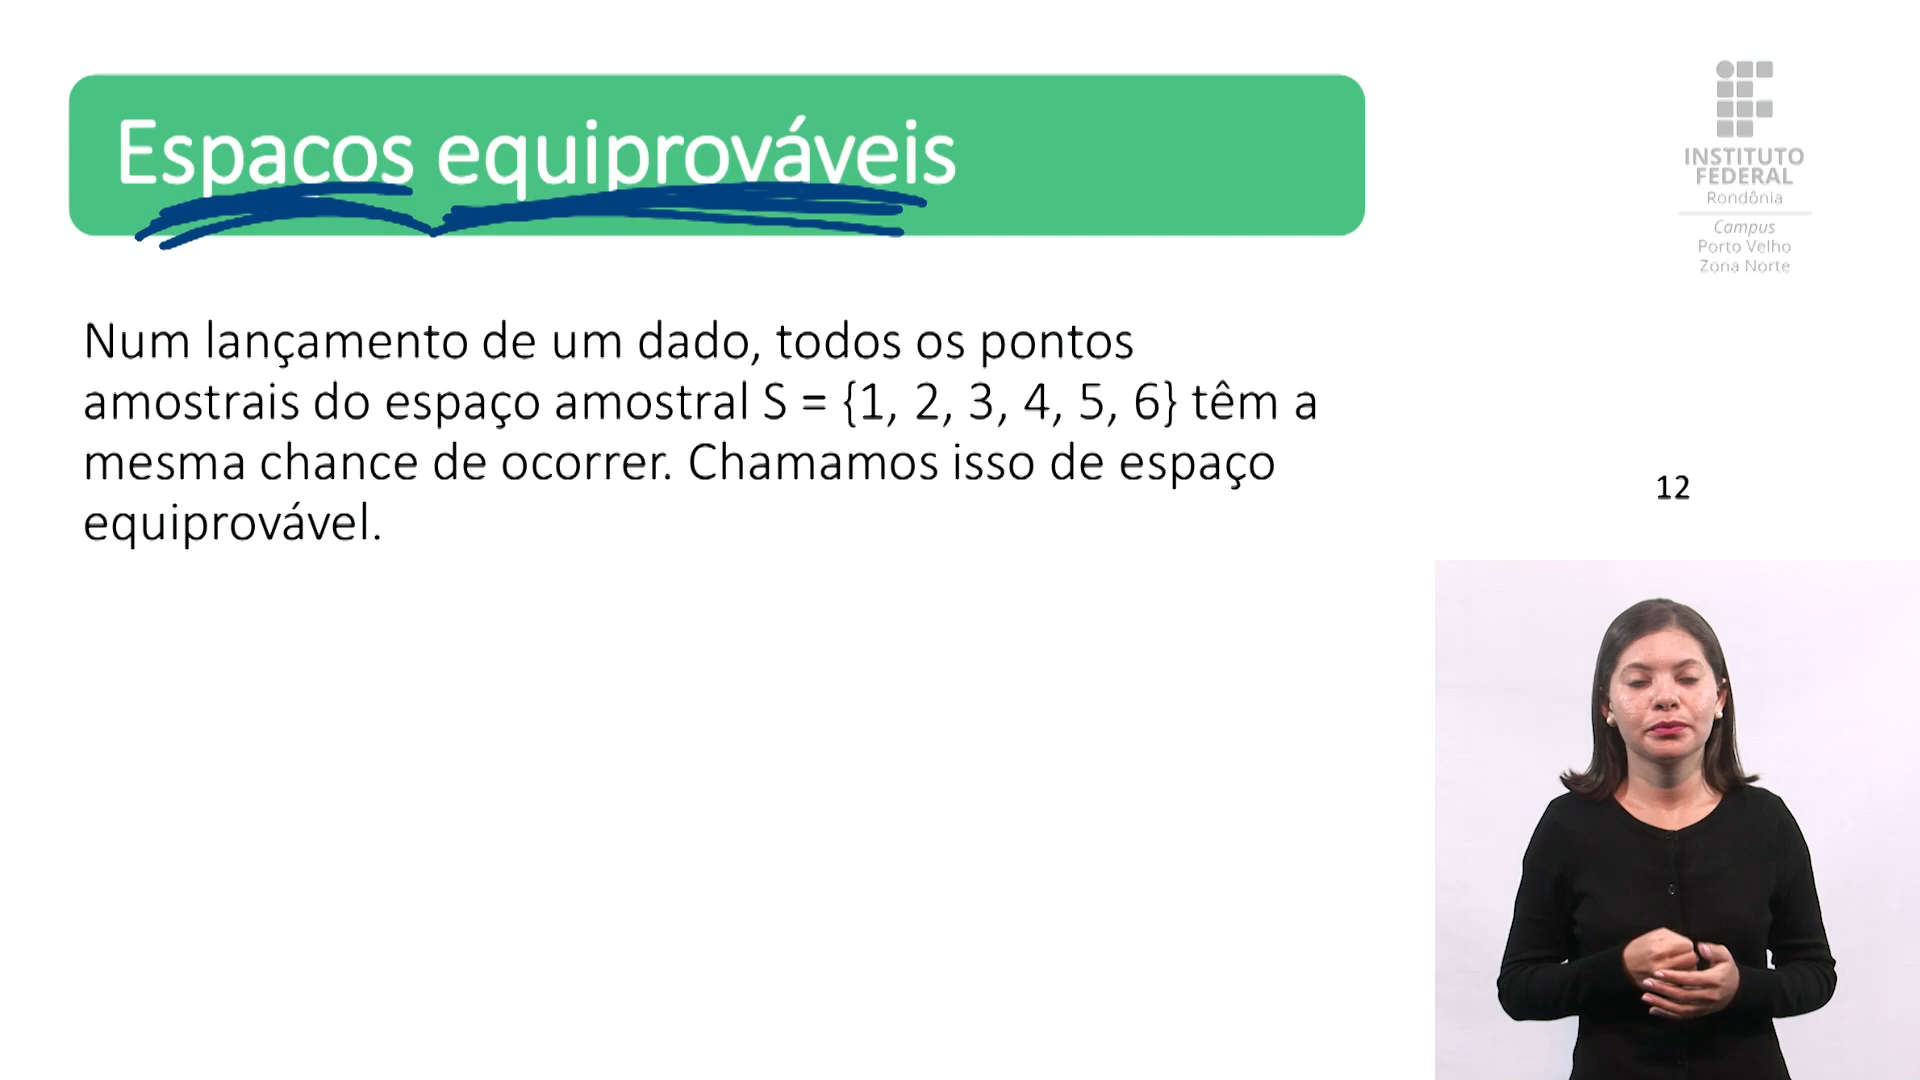 Espaços equiprováveis
INSTITUTO
FEDERAL
Rondônia
Campus
Porto Velho
Zona Norte
Num lançamento de um dado, todos os pontos
amostrais do espaço amostral S = {1, 2, 3, 4, 5, 6} têm a
mesma chance de ocorrer. Chamamos isso de espaço
equiprovável.
12